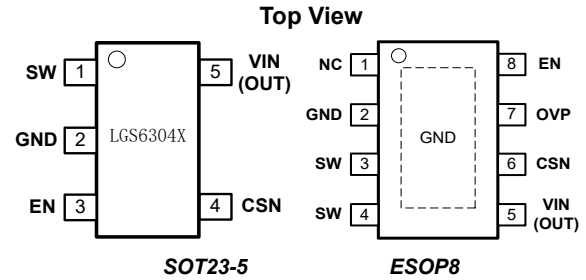 Top View
SW 1
GND 2
EN 3
LGS6304X
5 VIN
(OUT)
4 CSN
SOT23-5
NC 1
GND 2
SW 3
SW 4
GND
8 EN
7 OVP
6 CSN
5 VIN
(OUT)
ESOP8